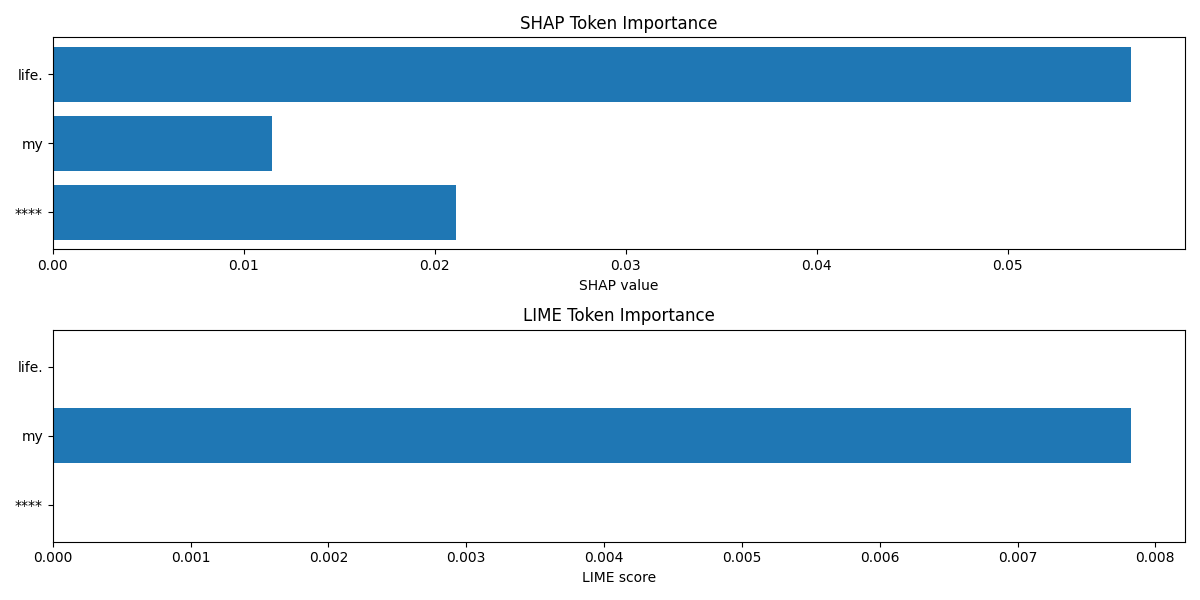 SHAP Token Importance
life.
my
****
0.00 0.01 0.02 0.03 0.04 0.05
SHAP value
LIME Token Importance
life.
my
****
0.000 0.001 0.002 0.003 0.004 0.005 0.006 0.007 0.008
LIME score